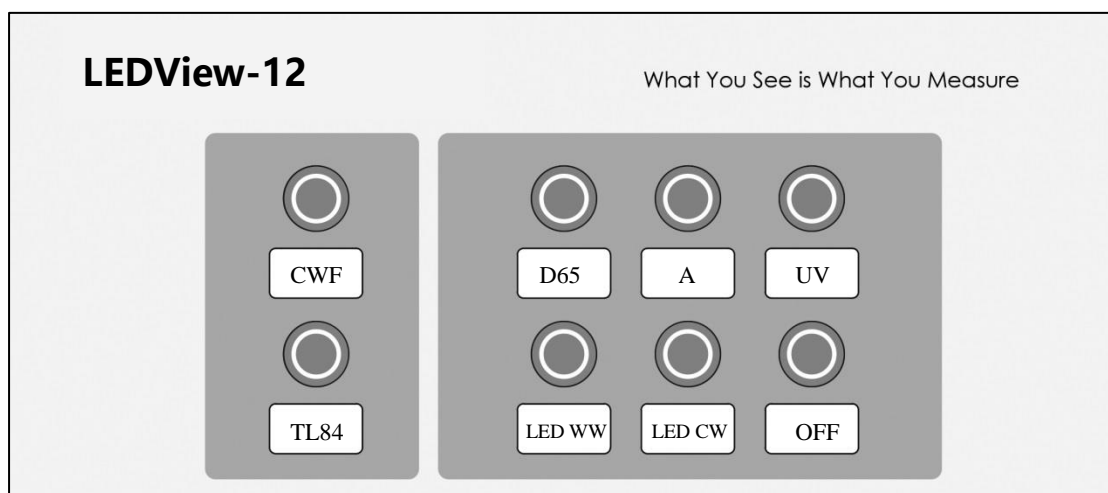 LEDView-12
What You See is What You Measure
CWF
D65
A
UV
TL84
LED WW
LED CW
OFF